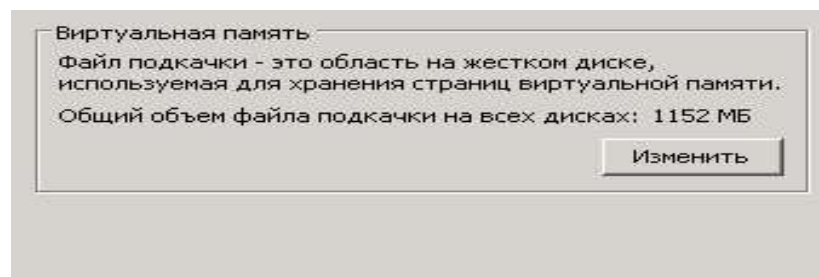 Виртуальная память
Файл подкачки - это область на жестком диске,
используемая для хранения страниц виртуальной памяти.
Общий объем файла подкачки на всех дисках: 1152 МБ
Изменить